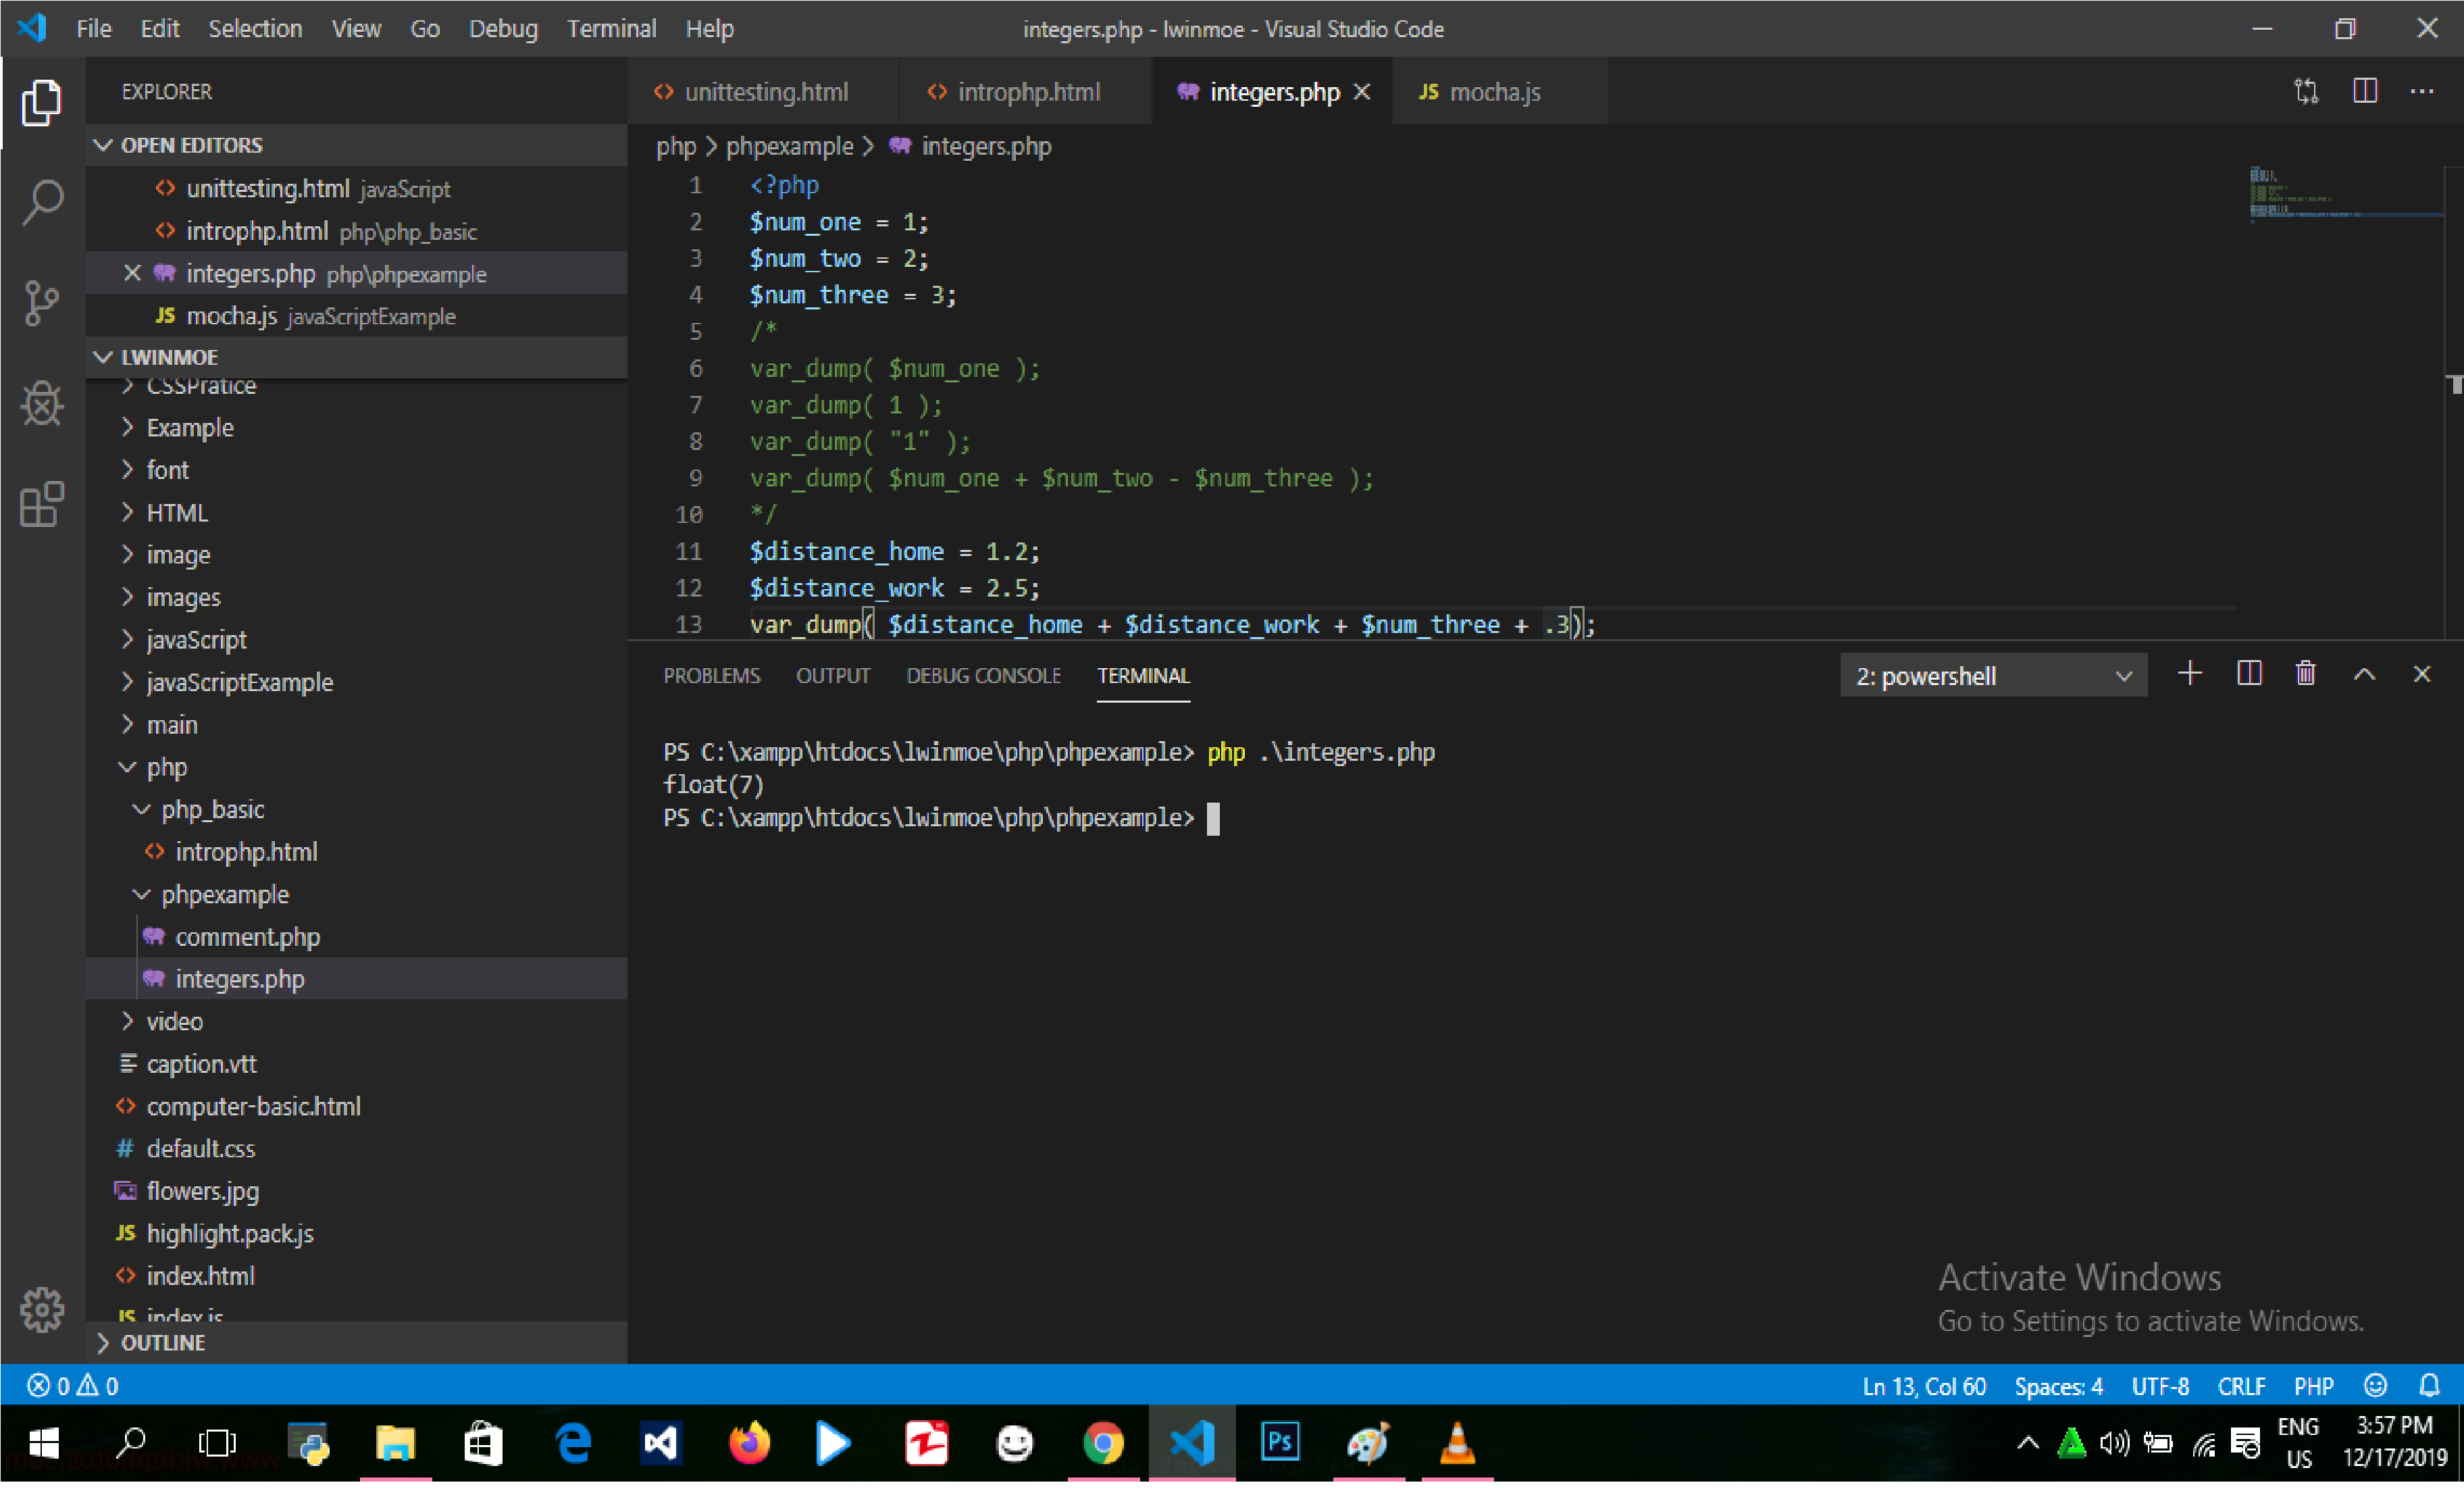 File Edit Selection View Go Debug Terminal Help
integers.php - lwinmoe - Visual Studio Code
EXPLORER
OPEN EDITORS
unittesting.html javaScript
introphp.html php\php_basic
integers.php php\phpexample
JS mocha.js javaScriptExample
LWINMOE
CSSPratice
Example
font
HTML
image
images
javaScript
javaScriptExample
main
php
php_basic
introphp.html
phpexample
comment.php
integers.php
video
caption.vtt
computer-basic.html
# default.css
flowers.jpg
JS highlight.pack.js
index.html
JS index.js
OUTLINE
unittesting.html introphp.html integers.php JS mocha.js
php > phpexample > integers.php
1 <?php
2 $num_one = 1;
3 $num_two = 2;
4 $num_three = 3;
5 /*
6 var_dump( $num_one );
7 var_dump( 1 );
8 var_dump( "1" );
9 var_dump( $num_one + $num_two - $num_three );
10 */
11 $distance_home = 1.2;
12 $distance_work = 2.5;
13 var_dump( $distance_home + $distance_work + $num_three + .3);
PROBLEMS OUTPUT DEBUG CONSOLE TERMINAL
2: powershell
PS C:\xampp\htdocs\lwinmoe\php\phpexample> php .\integers.php
float(7)
PS C:\xampp\htdocs\lwinmoe\php\phpexample>
Activate Windows
Go to Settings to activate Windows.
0 0
Ln 13, Col 60 Spaces: 4 UTF-8 CRLF PHP
Ps
ENG
US
3:57 PM
12/17/2019